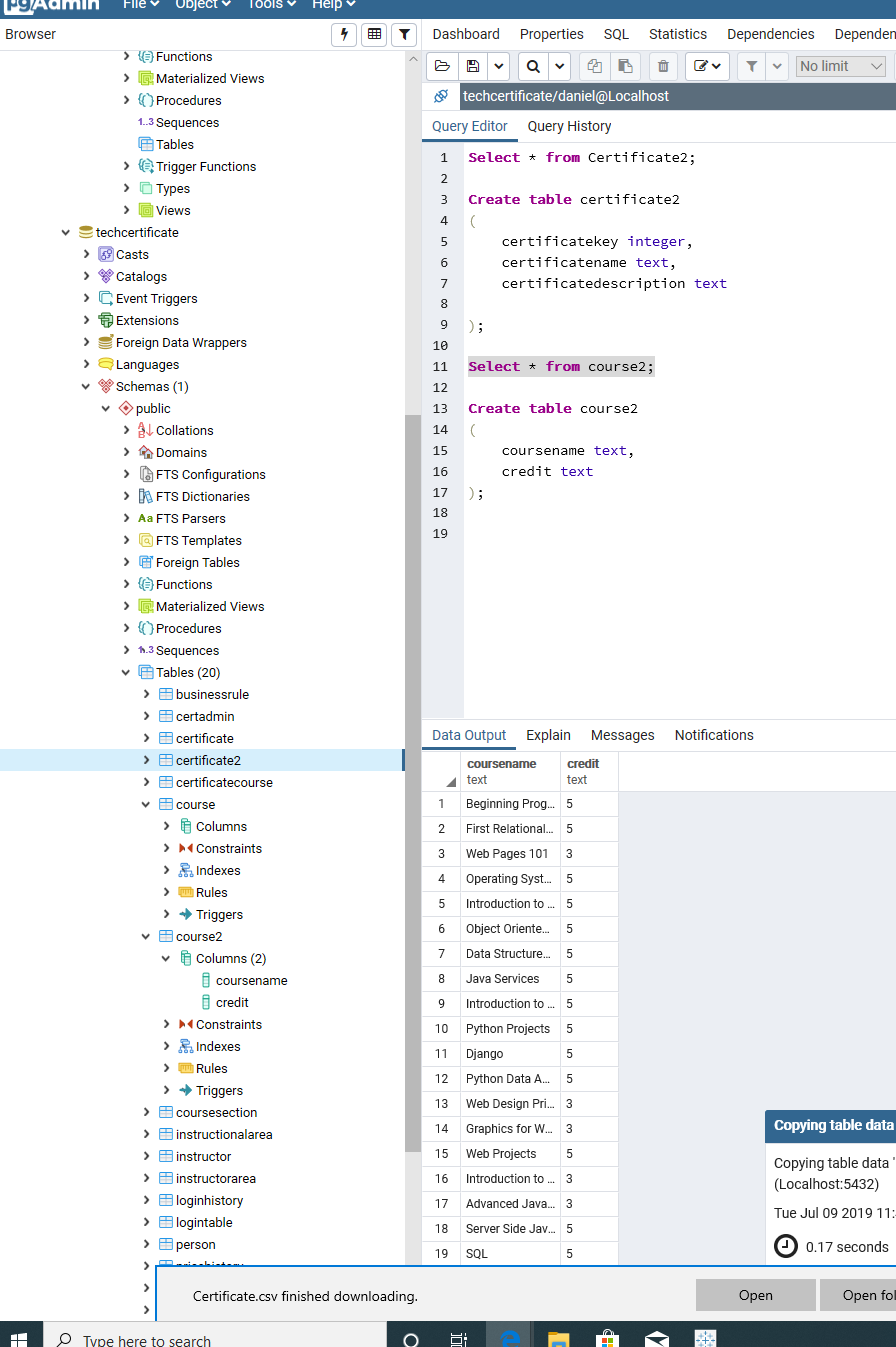 pgAdmin File Object Tools Help
Browser
Functions
Materialized Views
Procedures
1..3 Sequences
Tables
Trigger Functions
Types
Views
techcertificate
Casts
Catalogs
Event Triggers
Extensions
Foreign Data Wrappers
Languages
Schemas (1)
public
Collations
Domains
FTS Configurations
FTS Dictionaries
Aa FTS Parsers
FTS Templates
Foreign Tables
Functions
Materialized Views
Procedures
Sequences
Tables (20)
businessrule
certadmin
certificate
certificate2
certificatecourse
course
Columns
Constraints
Indexes
Rules
Triggers
course2
Columns (2)
coursename
credit
Constraints
Indexes
Rules
Triggers
coursesection
instructionalarea
instructor
instructorarea
loginhistory
logintable
person
Dashboard Properties SQL Statistics Dependencies Depender
No limit
techcertificate/daniel@Localhost
Query Editor Query History
1 Select * from Certificate2;
2
3 Create table certificate2
4 (
5 certificatekey integer,
6 certificatename text,
7 certificatedescription text
8
9 );
10
11 Select * from course2;
12
13 Create table course2
14 (
15 coursename text,
16 credit text
17 );
18
19
Data Output Explain Messages Notifications
coursename credit
text text
1 Beginning Prog... 5
2 First Relational... 5
3 Web Pages 101 3
4 Operating Syst... 5
5 Introduction to ... 5
6 Object Oriente... 5
7 Data Structure... 5
8 Java Services 5
9 Introduction to ... 5
10 Python Projects 5
11 Django 5
12 Python Data A... 5
13 Web Design Pri... 3
14 Graphics for W... 3
15 Web Projects 5
16 Introduction to ... 3
17 Advanced Java... 3
18 Server Side Jav... 5
19 SQL 5
Copying table data
Copying table data '
(Localhost:5432)
Tue Jul 09 2019 11:
0.17 seconds
Certificate.csv finished downloading.
Open
Open fol
Type here to search